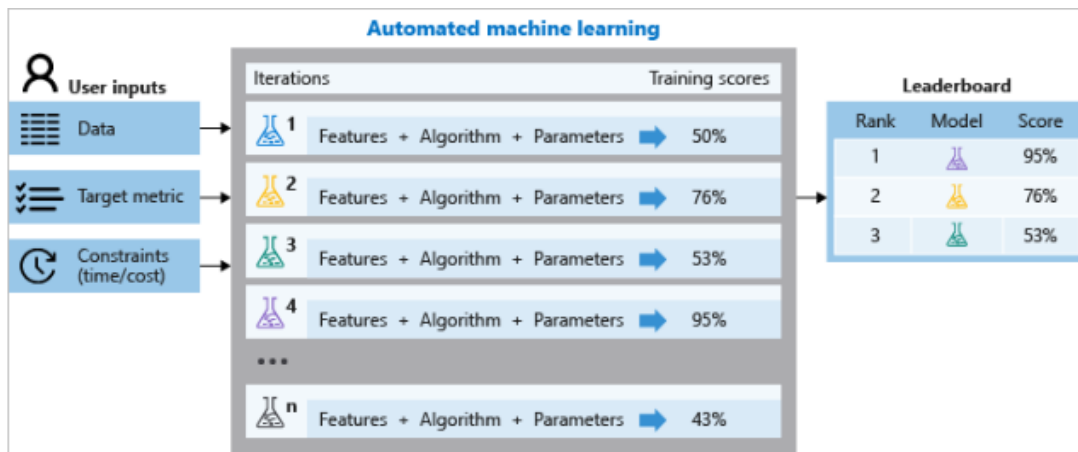 Automated machine learning
User inputs
Data
Target metric
Constraints
(time/cost)
Iterations Training scores
1 Features + Algorithm + Parameters 50%
2 Features + Algorithm + Parameters 76%
3 Features + Algorithm + Parameters 53%
4 Features + Algorithm + Parameters 95%
•••
n Features + Algorithm + Parameters 43%
Leaderboard
Rank Model Score
1 95%
2 76%
3 53%